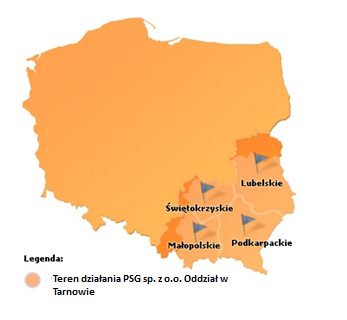 Lubelskie
Świętokrzyskie
Małopolskie
Podkarpackie
Legenda:
Teren działania PSG sp. z o.o. Oddział w
Tarnowie